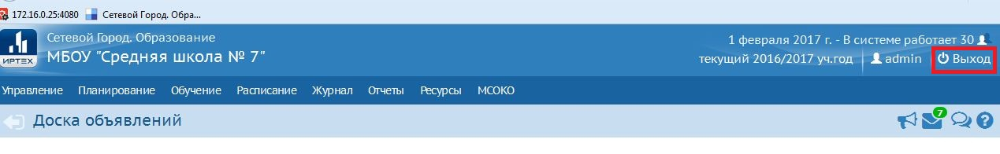 172.16.0.25:4080 Сетевой Город. Обра...
Сетевой Город. Образование
1 февраля 2017 г. - В системе работает 30
ИРТЕХ
МБОУ "Средняя школа № 7"
текущий 2016/2017 уч.год admin Выход
Управление Планирование Обучение Расписание Журнал Отчеты Ресурсы МСОКО
Доска объявлений 7 ?